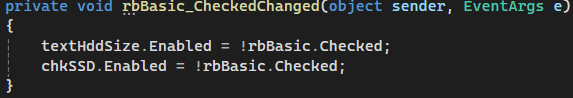 private void rbBasic_CheckedChanged(object sender, EventArgs e)
{
    textHddSize.Enabled = !rbBasic.Checked;
    chkSSD.Enabled = !rbBasic.Checked;
}